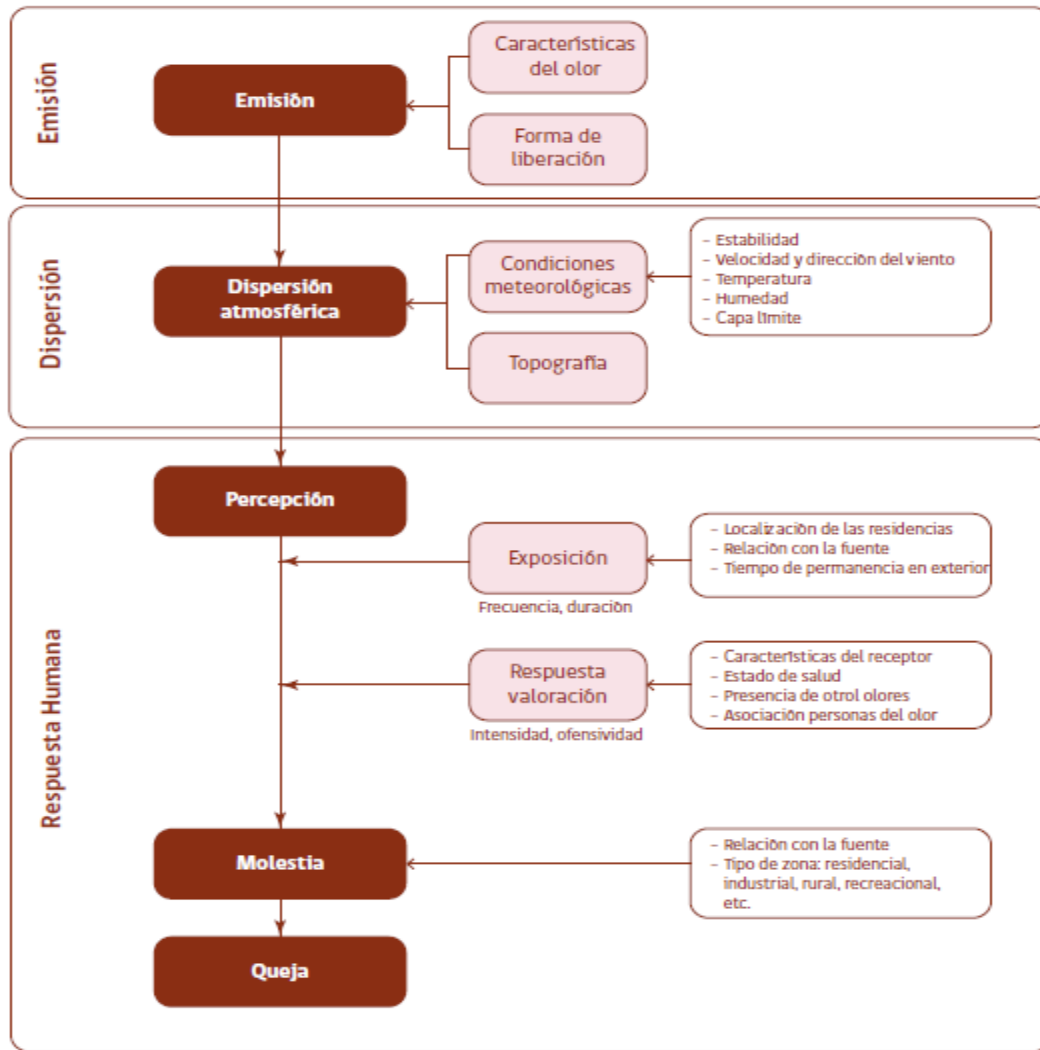 Emisión
Características
del olor
Emisión
Forma de
liberación
Dispersión
Condiciones
meteorológicas
- Estabilidad
- Velocidad y dirección del viento
- Temperatura
- Humedad
- Capa límite
Dispersión
atmosférica
Topografía
Respuesta Humana
Percepción
Exposición
Frecuencia, duración
- Localización de las residencias
- Relación con la fuente
- Tiempo de permanencia en exterior
Respuesta
valoración
Intensidad, ofensividad
- Características del receptor
- Estado de salud
- Presencia de otrol olores
- Asociación personas del olor
Molestia
- Relación con la fuente
- Tipo de zona: residencial,
industrial, rural, recreacional,
etc.
Queja